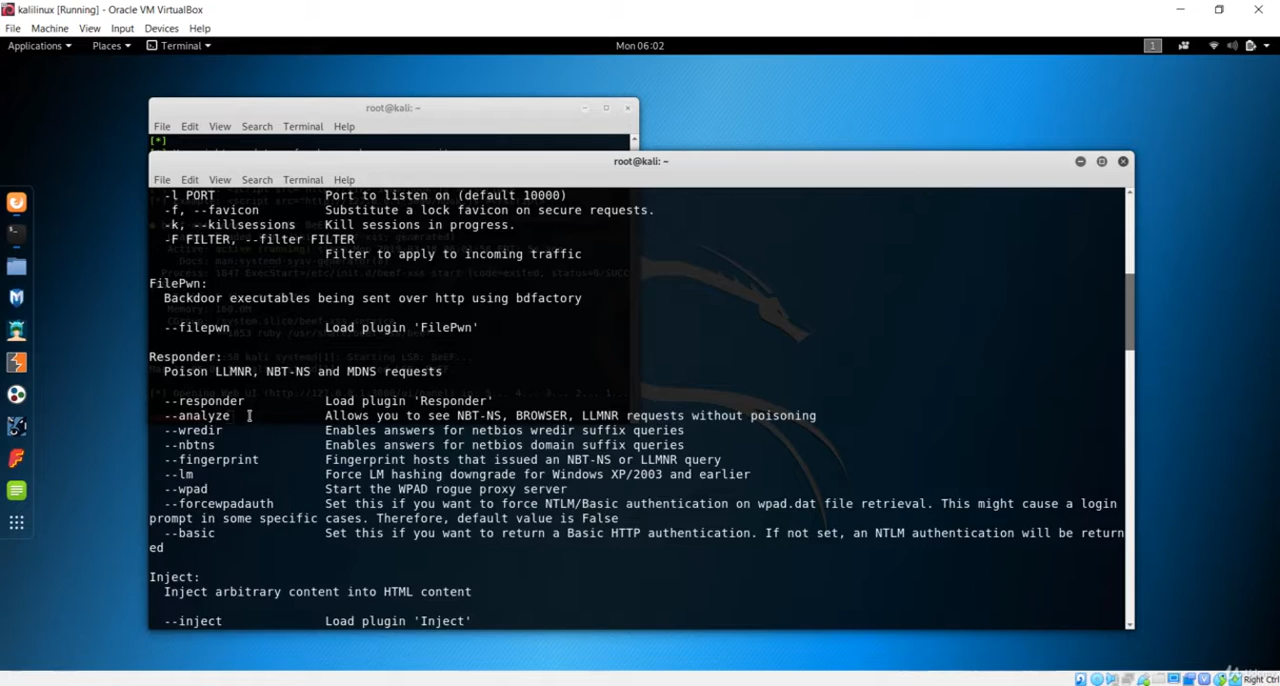 kalilinux [Running] - Oracle VM VirtualBox
File Machine View Input Devices Help
Applications Places Terminal Mon 06:02 1
root@kali: ~
File Edit View Search Terminal Help
[*]
root@kali: ~
File Edit View Search Terminal Help
-l PORT Port to listen on (default 10000)
-f, --favicon Substitute a lock favicon on secure requests.
-k, --killsessions Kill sessions in progress.
-F FILTER, --filter FILTER
Filter to apply to incoming traffic
FilePwn:
Backdoor executables being sent over http using bdfactory
--filepwn Load plugin 'FilePwn'
Responder:
Poison LLMNR, NBT-NS and MDNS requests
--responder Load plugin 'Responder'
--analyze Allows you to see NBT-NS, BROWSER, LLMNR requests without poisoning
--wredir Enables answers for netbios wredir suffix queries
--nbtns Enables answers for netbios domain suffix queries
--fingerprint Fingerprint hosts that issued an NBT-NS or LLMNR query
--lm Force LM hashing downgrade for Windows XP/2003 and earlier
--wpad Start the WPAD rogue proxy server
--forcewpadauth Set this if you want to force NTLM/Basic authentication on wpad.dat file retrieval. This might cause a login
prompt in some specific cases. Therefore, default value is False
--basic Set this if you want to return a Basic HTTP authentication. If not set, an NTLM authentication will be return
ed
Inject:
Inject arbitrary content into HTML content
--inject Load plugin 'Inject'
Right Ctrl